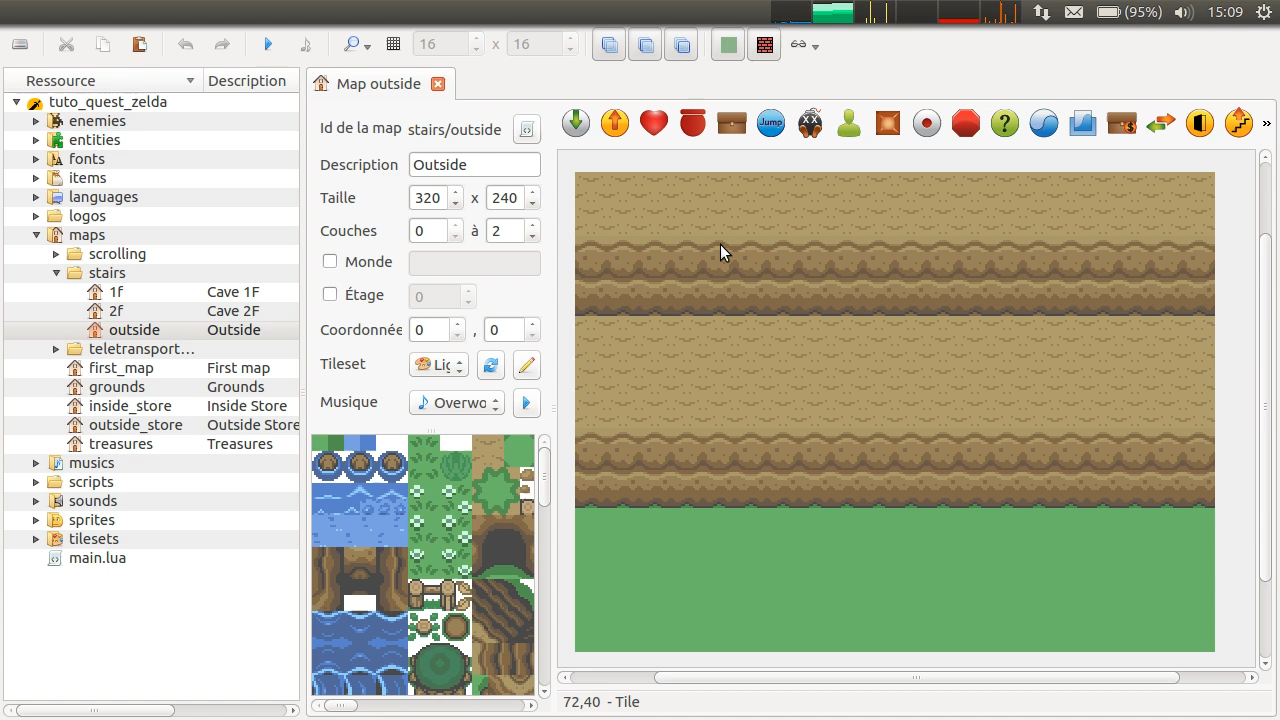 (95%) 15:09
16 x 16
Ressource Description
Map outside
tuto_quest_zelda
enemies
entities
fonts
items
languages
logos
maps
scrolling
stairs
1f Cave 1F
2f Cave 2F
outside Outside
teletransport...
first_map First map
grounds Grounds
inside_store Inside Store
outside_store Outside Store
treasures Treasures
musics
scripts
sounds
sprites
tilesets
main.lua
Id de la map stairs/outside
Description Outside
Taille 320 x 240
Couches 0 à 2
Monde
Étage 0
Coordonnée 0 , 0
Tileset Lig
Musique Overwo
Jump
?
$
»
72,40 - Tile